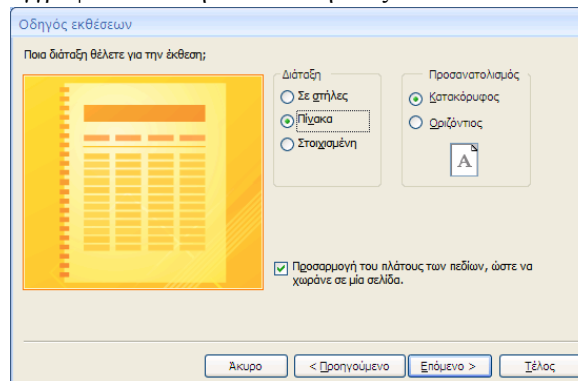 Οδηγός εκθέσεων
Ποια διάταξη θέλετε για την έκθεση;
Διάταξη
Σε στήλες
Πίνακα
Στοιχισμένη
Προσανατολισμός
Κατακόρυφος
Οριζόντιος
A
Προσαρμογή του πλάτους των πεδίων, ώστε να
χωράνε σε μία σελίδα.
Άκυρο
< Προηγούμενο
Επόμενο >
Τέλος